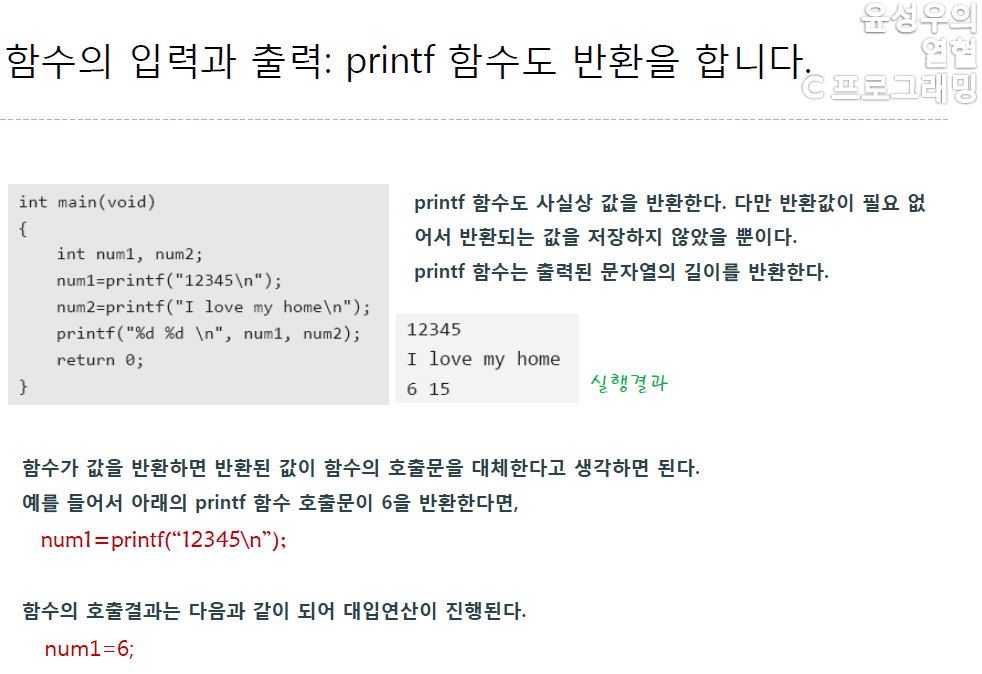 윤성우의
열혈
C 프로그래밍
함수의 입력과 출력: printf 함수도 반환을 합니다.
int main(void)
{
    int num1, num2;
    num1=printf("12345\n");
    num2=printf("I love my home\n");
    printf("%d %d \n", num1, num2);
    return 0;
}
printf 함수도 사실상 값을 반환한다. 다만 반환값이 필요 없
어서 반환되는 값을 저장하지 않았을 뿐이다.
printf 함수는 출력된 문자열의 길이를 반환한다.
12345
I love my home
6 15
실행결과
함수가 값을 반환하면 반환된 값이 함수의 호출문을 대체한다고 생각하면 된다.
예를 들어서 아래의 printf 함수 호출문이 6을 반환한다면,
num1=printf(“12345\n”);
함수의 호출결과는 다음과 같이 되어 대입연산이 진행된다.
num1=6;